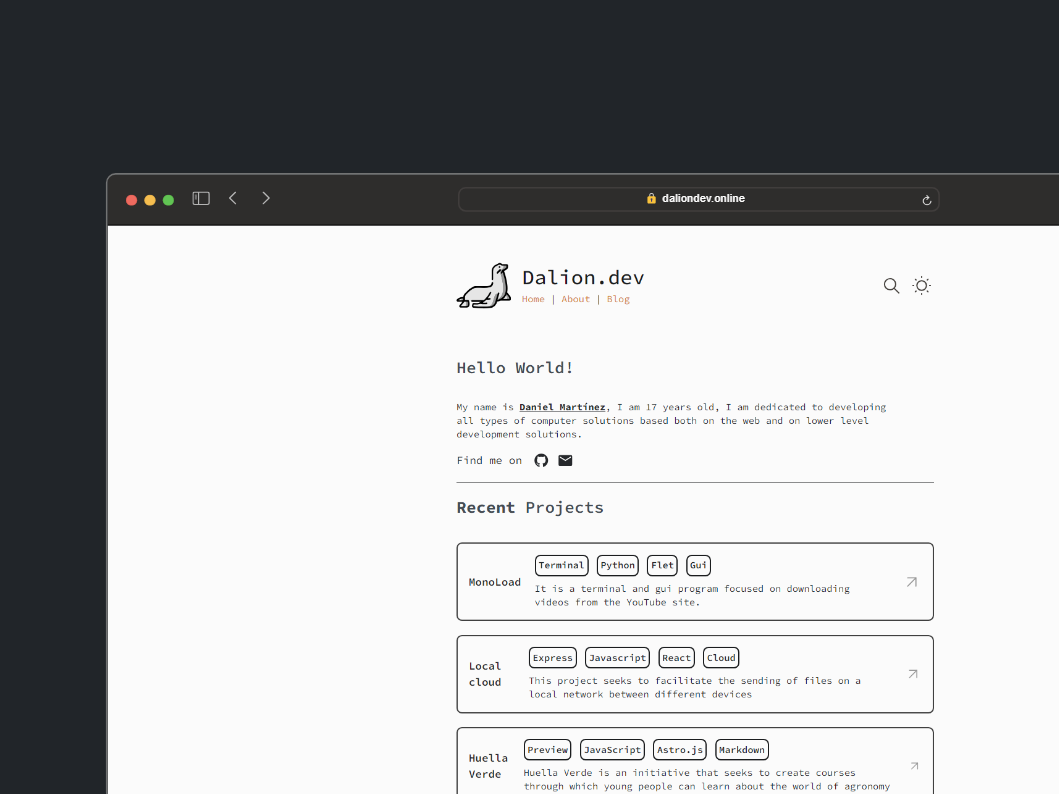 daliondev.online
Dalion.dev
Home | About | Blog
Hello World!
My name is Daniel Martínez, I am 17 years old, I am dedicated to developing
all types of computer solutions based both on the web and on lower level
development solutions.
Find me on
Recent Projects
MonoLoad
Terminal Python Flet Gui
It is a terminal and gui program focused on downloading
videos from the YouTube site.
Local
cloud
Express Javascript React Cloud
This project seeks to facilitate the sending of files on a
local network between different devices
Huella
Verde
Preview JavaScript Astro.js Markdown
Huella Verde is an initiative that seeks to create courses
through which young people can learn about the world of agronomy